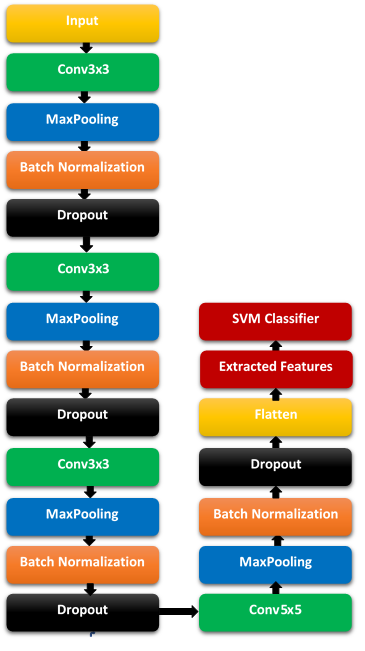 Input
Conv3x3
MaxPooling
Batch Normalization
Dropout
Conv3x3
MaxPooling
Batch Normalization
Dropout
Conv3x3
MaxPooling
Batch Normalization
Dropout
Conv5x5
MaxPooling
Batch Normalization
Dropout
Flatten
Extracted Features
SVM Classifier